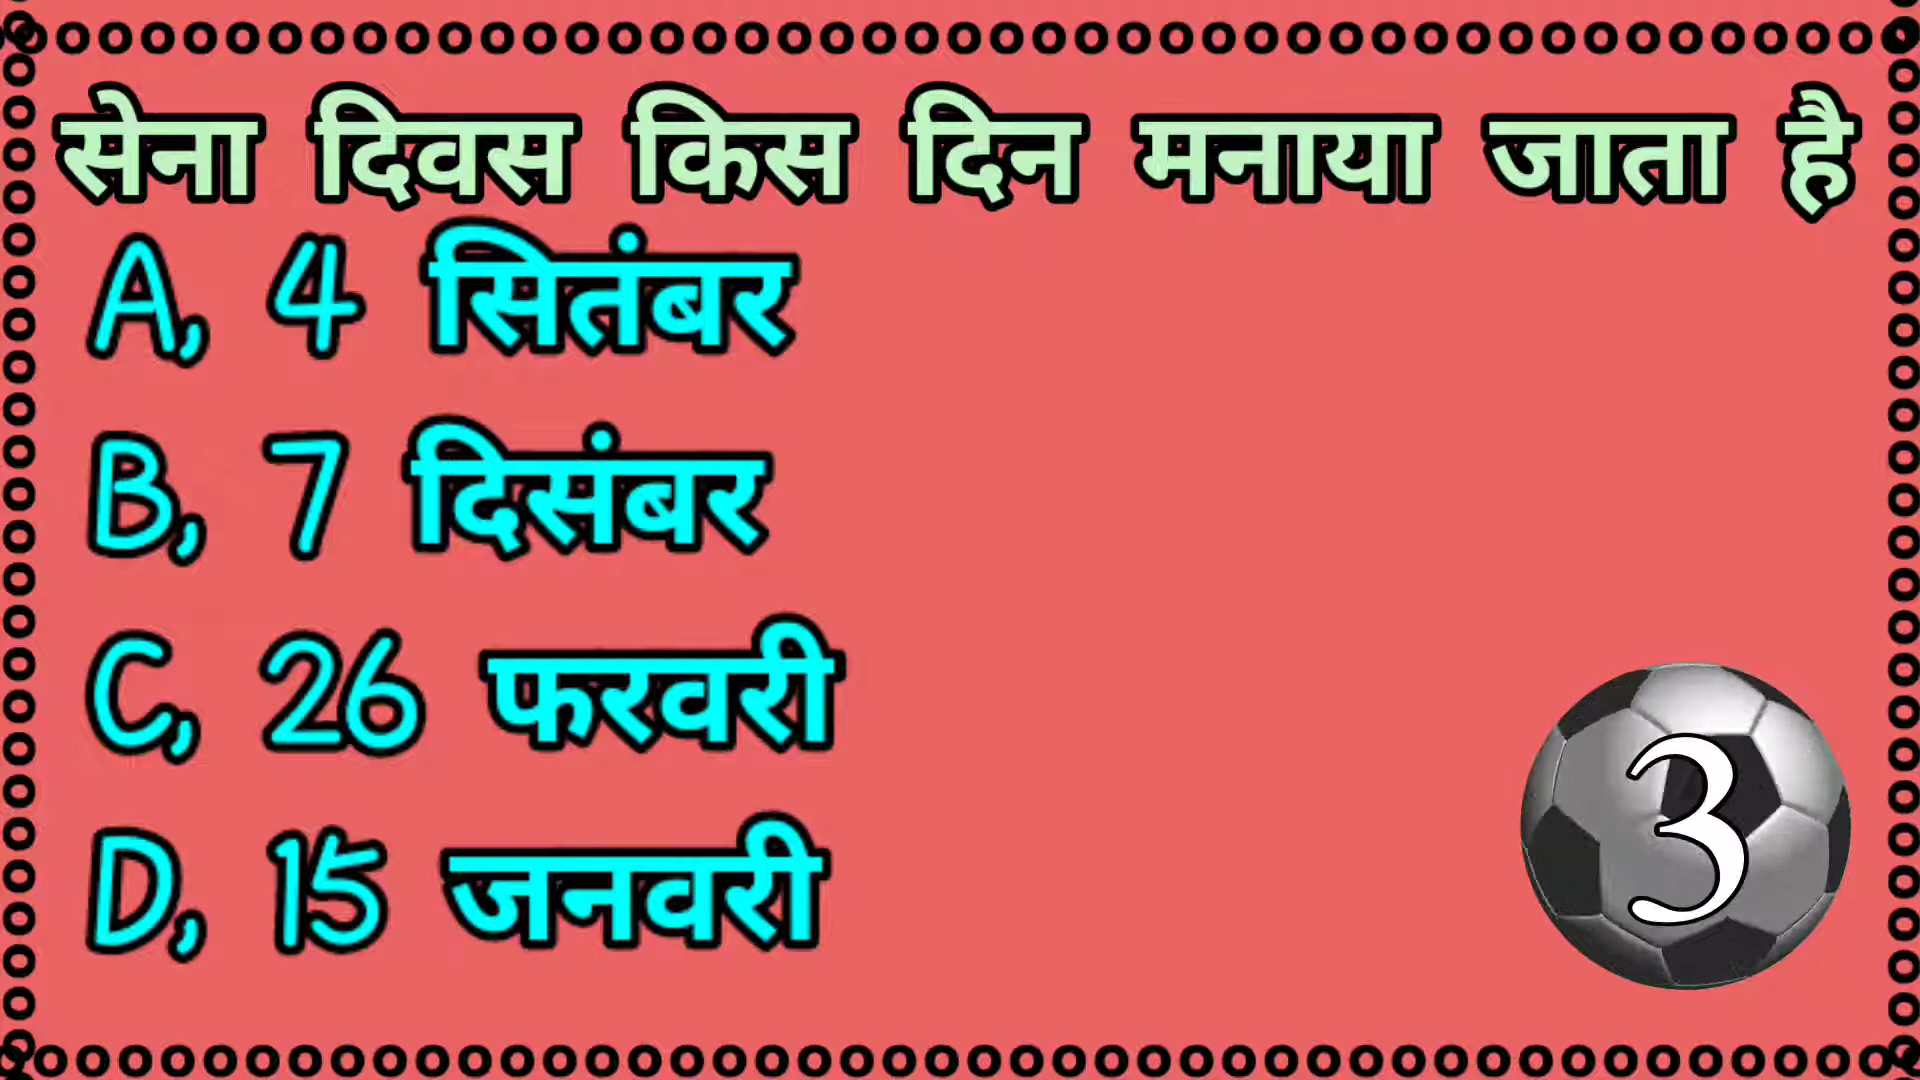 सेना दिवस किस दिन मनाया जाता है
A, 4 सितंबर
B, 7 दिसंबर
C, 26 फरवरी
D, 15 जनवरी
3